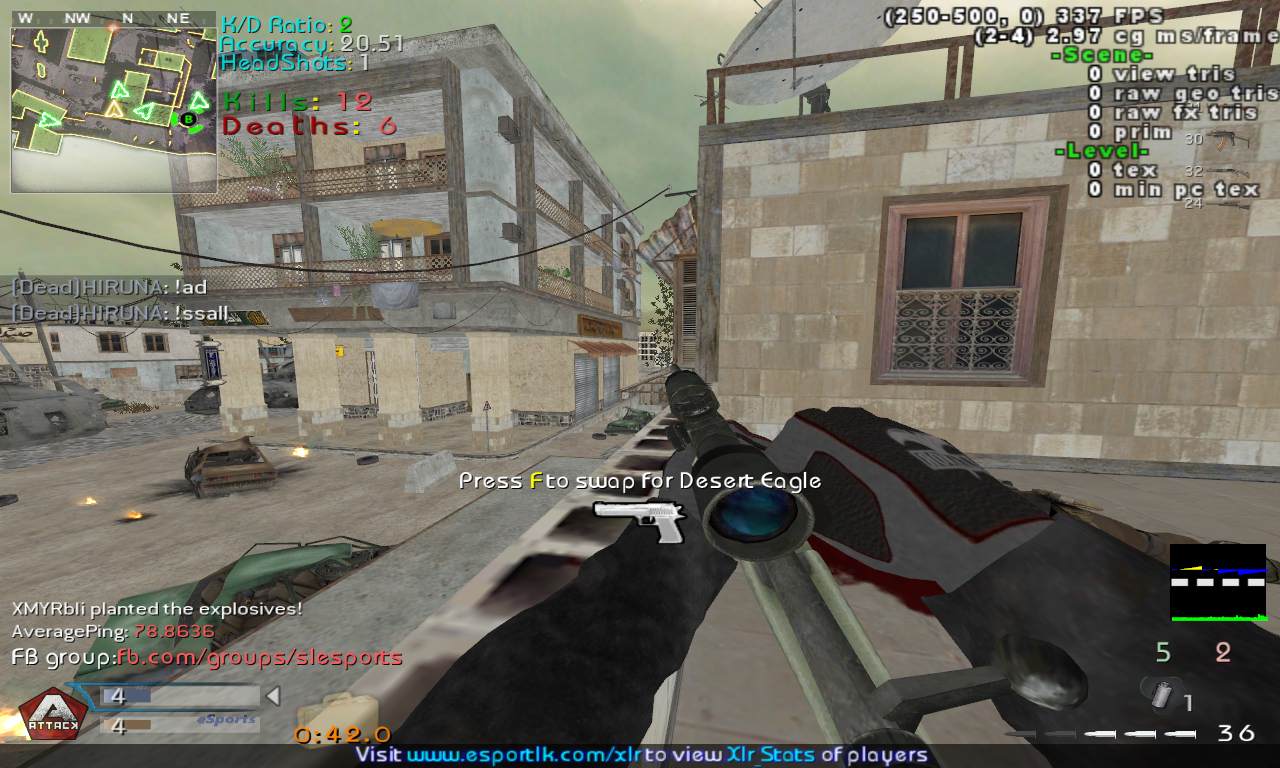 W NW N NE
B
K/D Ratio: 2
Accuracy: 20.51
HeadShots: 1
Kills: 12
Deaths: 6
(250-500, 0) 337 FPS
(2-4) 2.97 cg ms/frame
-Scene-
0 view tris
0 raw geo tris
0 raw fx tris
0 prim
30
-Level-
0 tex
32
0 min pc tex
24
[Dead]HIRUNA: !ad
[Dead]HIRUNA: !ssall
Press F to swap for Desert Eagle
XMYRbli planted the explosives!
AveragePing: 78.8636
FB group:fb.com/groups/slesports
5 2
4
ATTACK
4
eSports
1
0:42.0
36
Visit www.esportlk.com/xlr to view Xlr_Stats of players